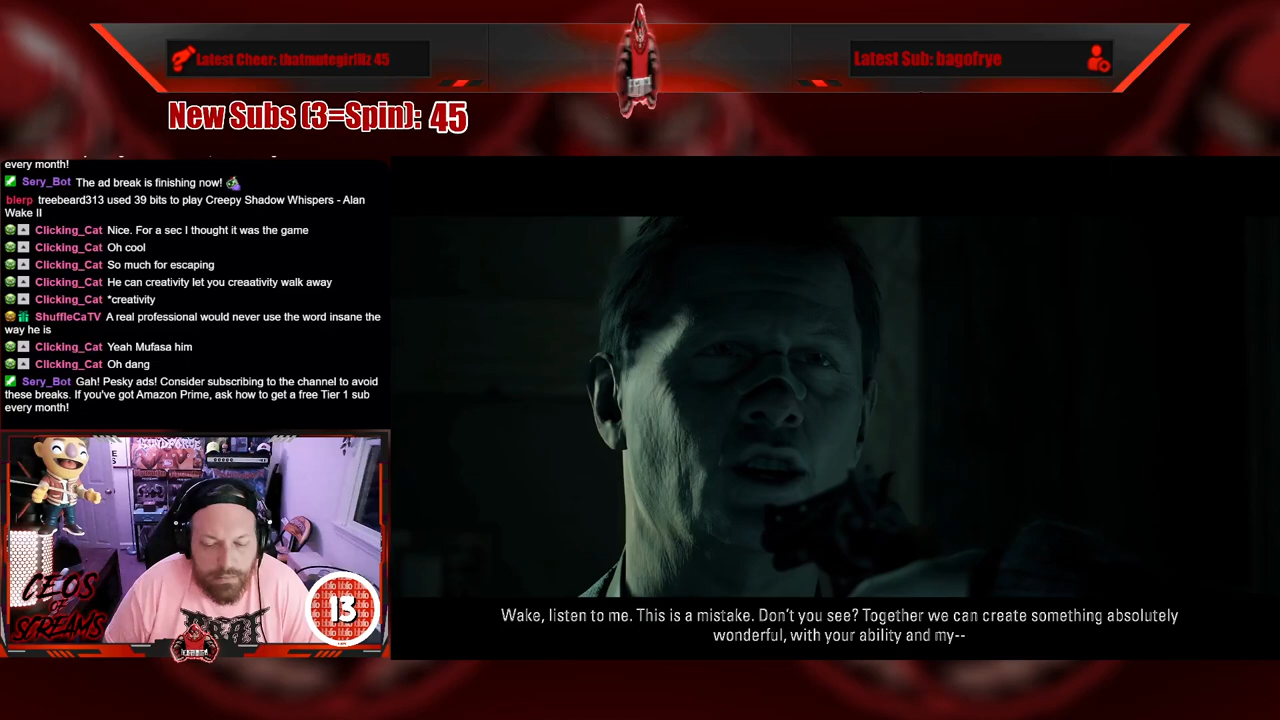 Latest Cheer: thatmutegirlliz 45
Latest Sub: bagofrye
New Subs (3=Spin): 45
every month!
Sery_Bot The ad break is finishing now!
blerp treebeard313 used 39 bits to play Creepy Shadow Whispers - Alan
Wake II
Clicking_Cat Nice. For a sec I thought it was the game
Clicking_Cat Oh cool
Clicking_Cat So much for escaping
Clicking_Cat He can creativity let you creaativity walk away
Clicking_Cat *creativity
ShuffleCaTV A real professional would never use the word insane the
way he is
Clicking_Cat Yeah Mufasa him
Clicking_Cat Oh dang
Sery_Bot Gah! Pesky ads! Consider subscribing to the channel to avoid
these breaks. If you've got Amazon Prime, ask how to get a free Tier 1 sub
every month!
CEOS
OF
STREAMS
13
Wake, listen to me. This is a mistake. Don't you see? Together we can create something absolutely
wonderful, with your ability and my--